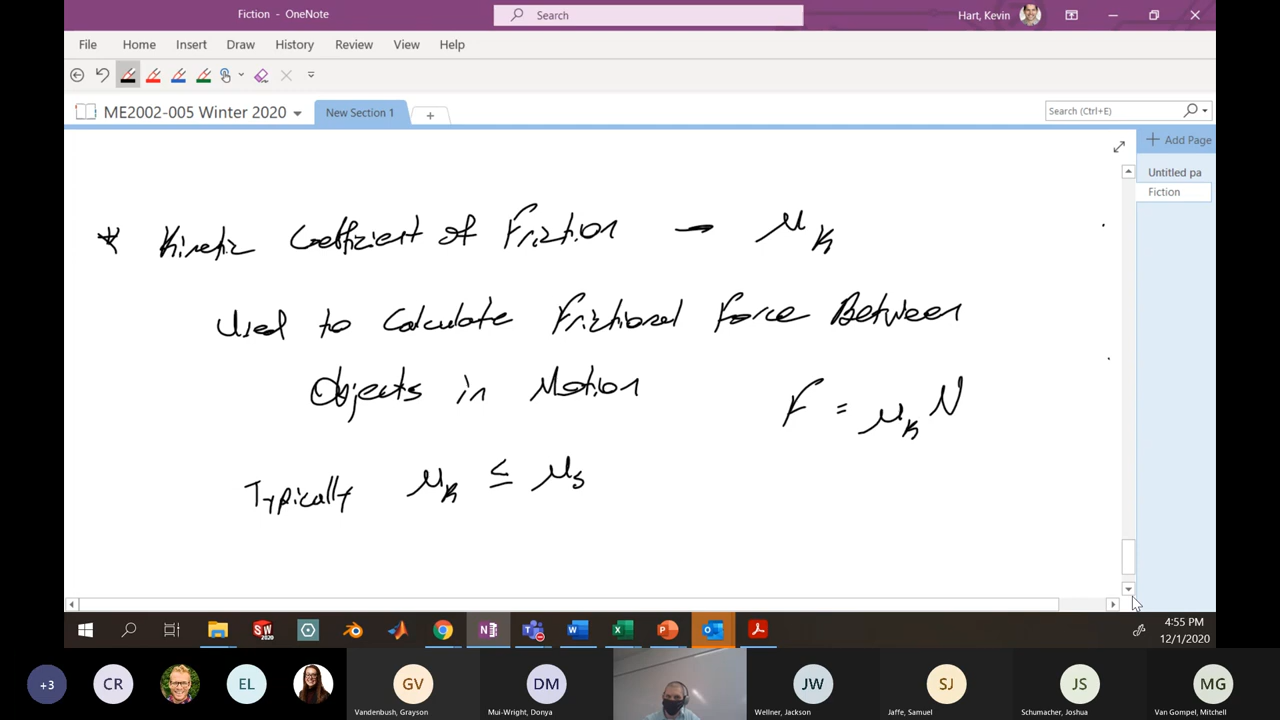 Fiction - OneNote
Search
Hart, Kevin
File Home Insert Draw History Review View Help
ME2002-005 Winter 2020
New Section 1
+
Search (Ctrl+E)
+ Add Page
Untitled pa
Fiction
* Kinetic Coefficient of Friction - μK
Used to Calculate Frictional Force Between
Objects in Motion
F = μK N
Typically μK ≤ μS
SW
2020
4:55 PM
12/1/2020
+3
CR
EL
GV
Vandenbush, Grayson
DM
Mui-Wright, Donya
JW
Wellner, Jackson
SJ
Jaffe, Samuel
JS
Schumacher, Joshua
MG
Van Gompel, Mitchell